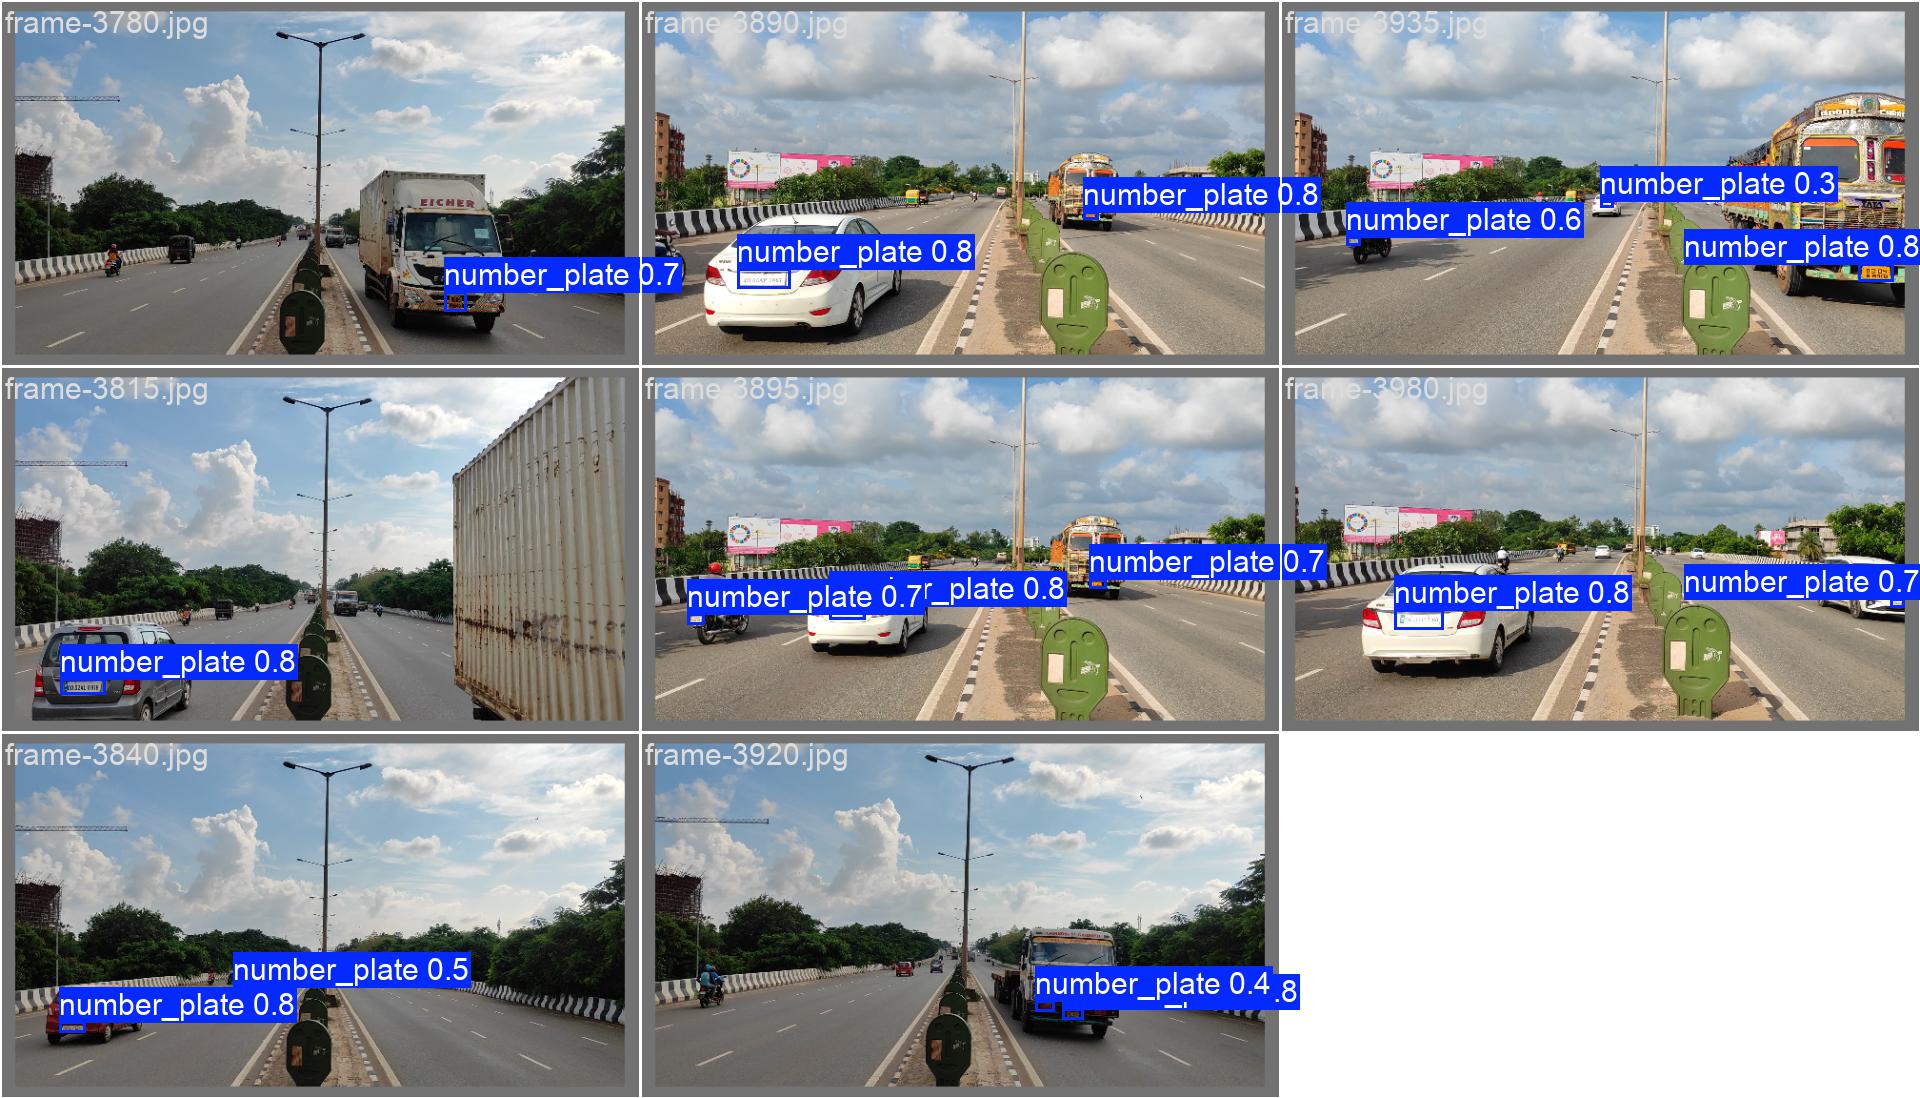 frame-3780.jpg
EICHER
number_plate 0.7
frame-3890.jpg
number_plate 0.8
number_plate 0.8
frame-3935.jpg
number_plate 0.3
number_plate 0.6
number_plate 0.8
TATA
frame-3815.jpg
number_plate 0.8
frame-3895.jpg
number_plate 0.7
number_plate 0.7
r_plate 0.8
frame-3980.jpg
number_plate 0.8
number_plate 0.7
frame-3840.jpg
number_plate 0.5
number_plate 0.8
frame-3920.jpg
number_plate 0.4
.8